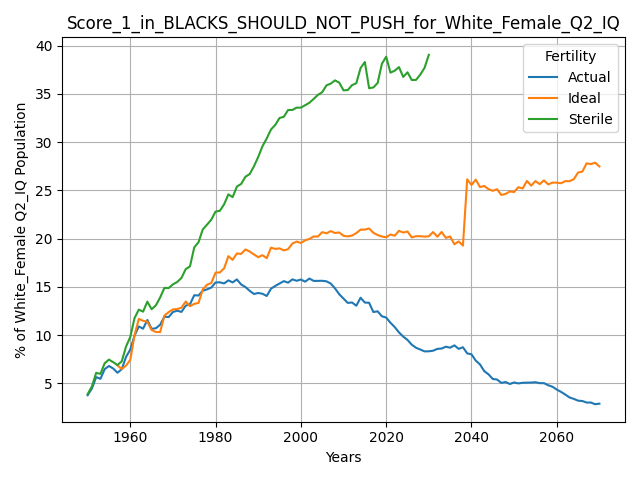 Score_1_in_BLACKS_SHOULD_NOT_PUSH_for_White_Female_Q2_IQ
% of White_Female Q2_IQ Population
40
35
30
25
20
15
10
5
Fertility
Actual
Ideal
Sterile
1960
1980
2000
2020
2040
2060
Years